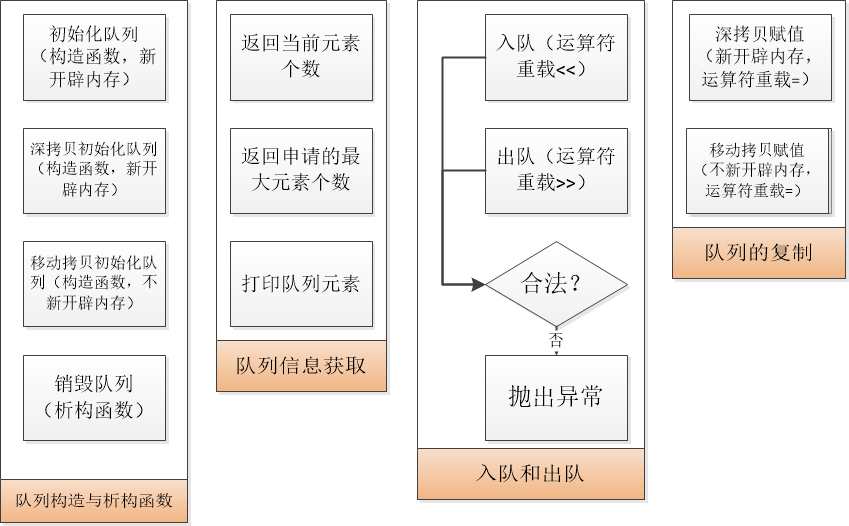 初始化队列
（构造函数，新
开辟内存）
深拷贝初始化队列
（构造函数，新开
辟内存）
移动拷贝初始化队
列（构造函数，不
新开辟内存）
销毁队列
（析构函数）
队列构造与析构函数
返回当前元素
个数
返回申请的最
大元素个数
打印队列元素
队列信息获取
入队（运算符
重载<<）
出队（运算符
重载>>）
合法？
否
抛出异常
入队和出队
深拷贝赋值
（新开辟内存，
运算符重载=）
移动拷贝赋值
（不新开辟内存，
运算符重载=）
队列的复制